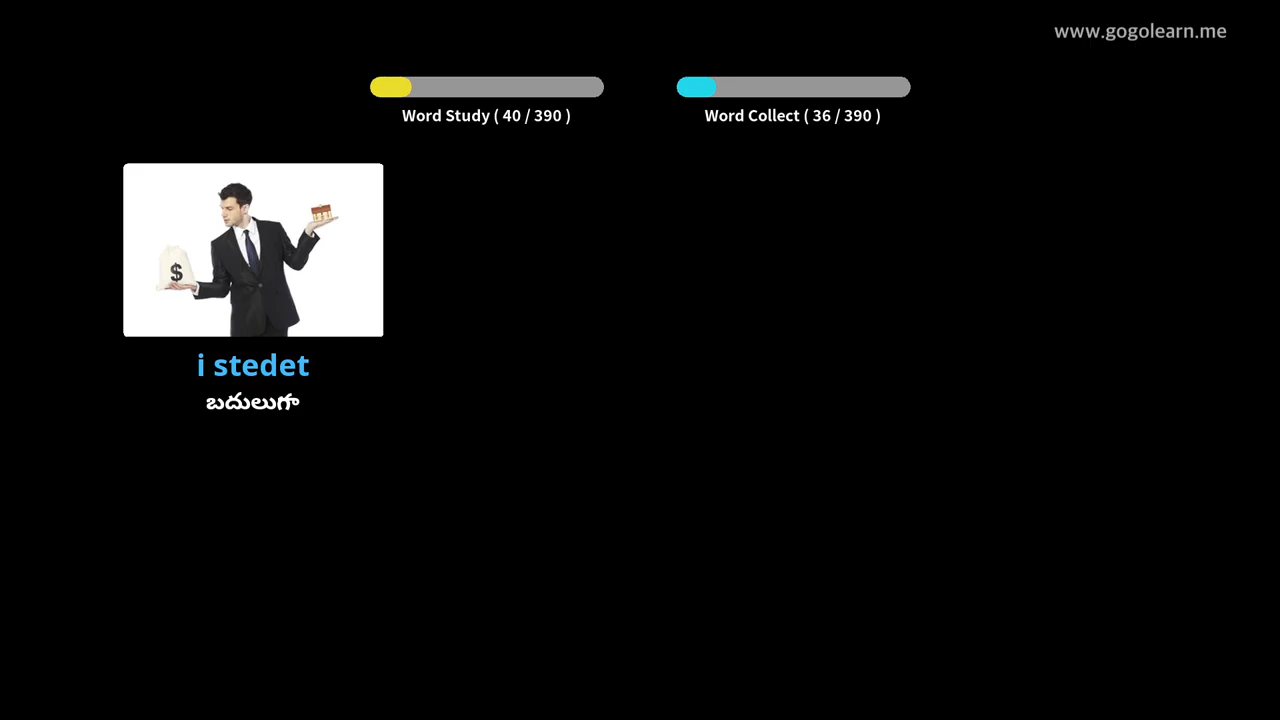 www.gogolearn.me
Word Study ( 40 / 390 )
Word Collect ( 36 / 390 )
$
i stedet
బదులుగా